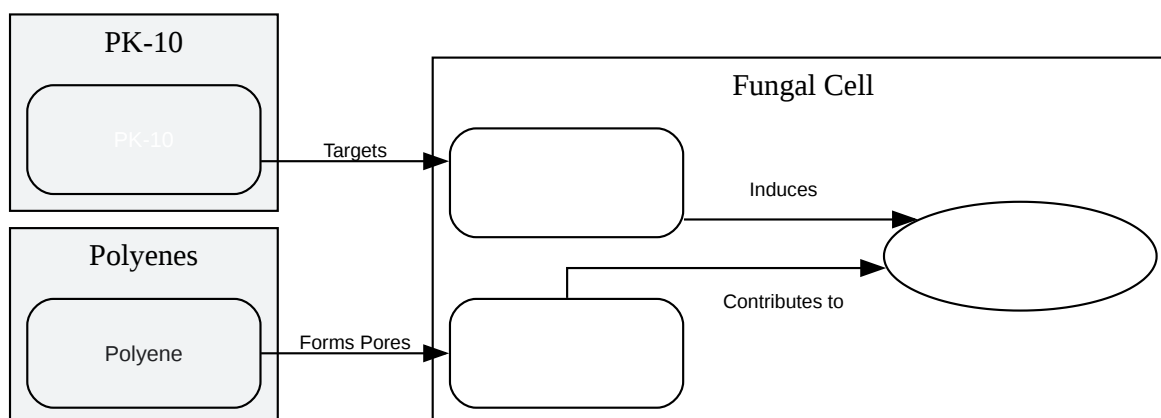 PK-10
PK-10
Targets
Fungal Cell
Induces
Polyenes
Polyene
Forms Pores
Contributes to